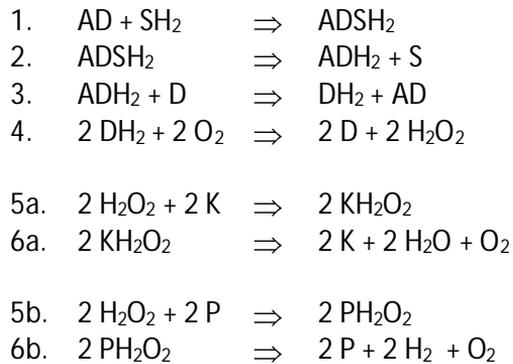 1. AD + SH₂ ⇒ ADSH₂
2. ADSH₂ ⇒ ADH₂ + S
3. ADH₂ + D ⇒ DH₂ + AD
4. 2 DH₂ + 2 O₂ ⇒ 2 D + 2 H₂O₂
5a. 2 H₂O₂ + 2 K ⇒ 2 KH₂O₂
6a. 2 KH₂O₂ ⇒ 2 K + 2 H₂O + O₂
5b. 2 H₂O₂ + 2 P ⇒ 2 PH₂O₂
6b. 2 PH₂O₂ ⇒ 2 P + 2 H₂ + O₂